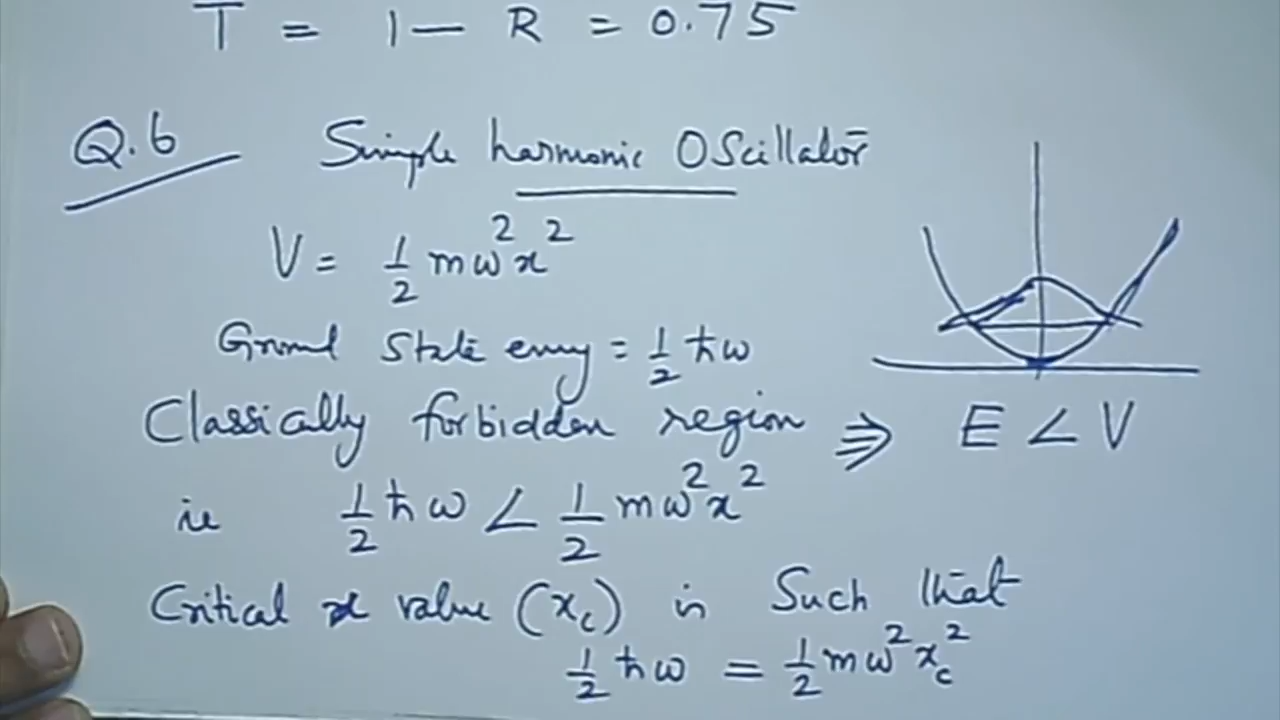 T = 1 — R = 0.75
Q.6 Simple harmonic Oscillator
V = 1/2 mω²x²
Ground State energy = 1/2 ħω
Classically forbidden region ⇒ E < V
ie 1/2 ħω < 1/2 mω²x²
Critical x value (x_c) is Such that
1/2 ħω = 1/2 mω²x_c²